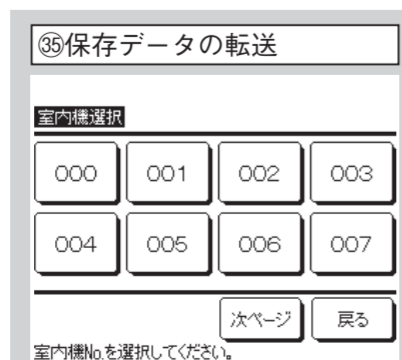 ㉟保存データの転送
室内機選択
000 001 002 003
004 005 006 007
次ページ 戻る
室内機No.を選択してください。